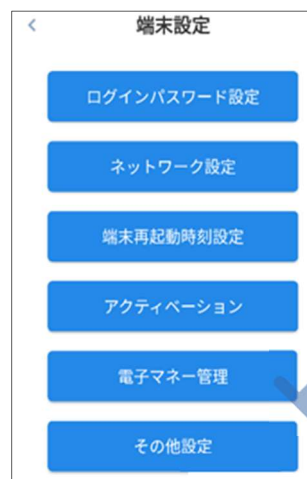 端末設定
ログインパスワード設定
ネットワーク設定
端末再起動時刻設定
アクティベーション
電子マネー管理
その他設定